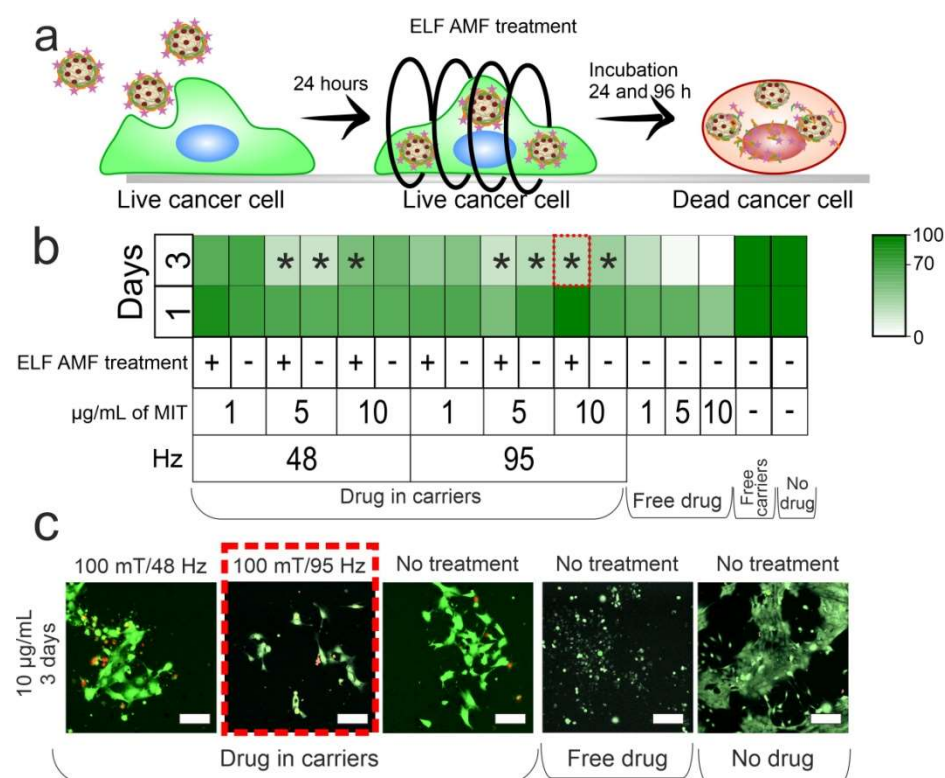 a
ELF AMF treatment
24 hours
Incubation
24 and 96 h
Live cancer cell
Live cancer cell
Dead cancer cell
b
Days
3
* * * * * * *
1
100
70
0
ELF AMF treatment + - + - + - + - + - + - - - - - -
µg/mL of MIT 1 5 10 1 5 10 1 5 10 - -
Hz 48 95
Drug in carriers
Free drug
Free carriers
No drug
c
100 mT/48 Hz
100 mT/95 Hz
No treatment
No treatment
No treatment
10 µg/mL
3 days
Drug in carriers
Free drug
No drug